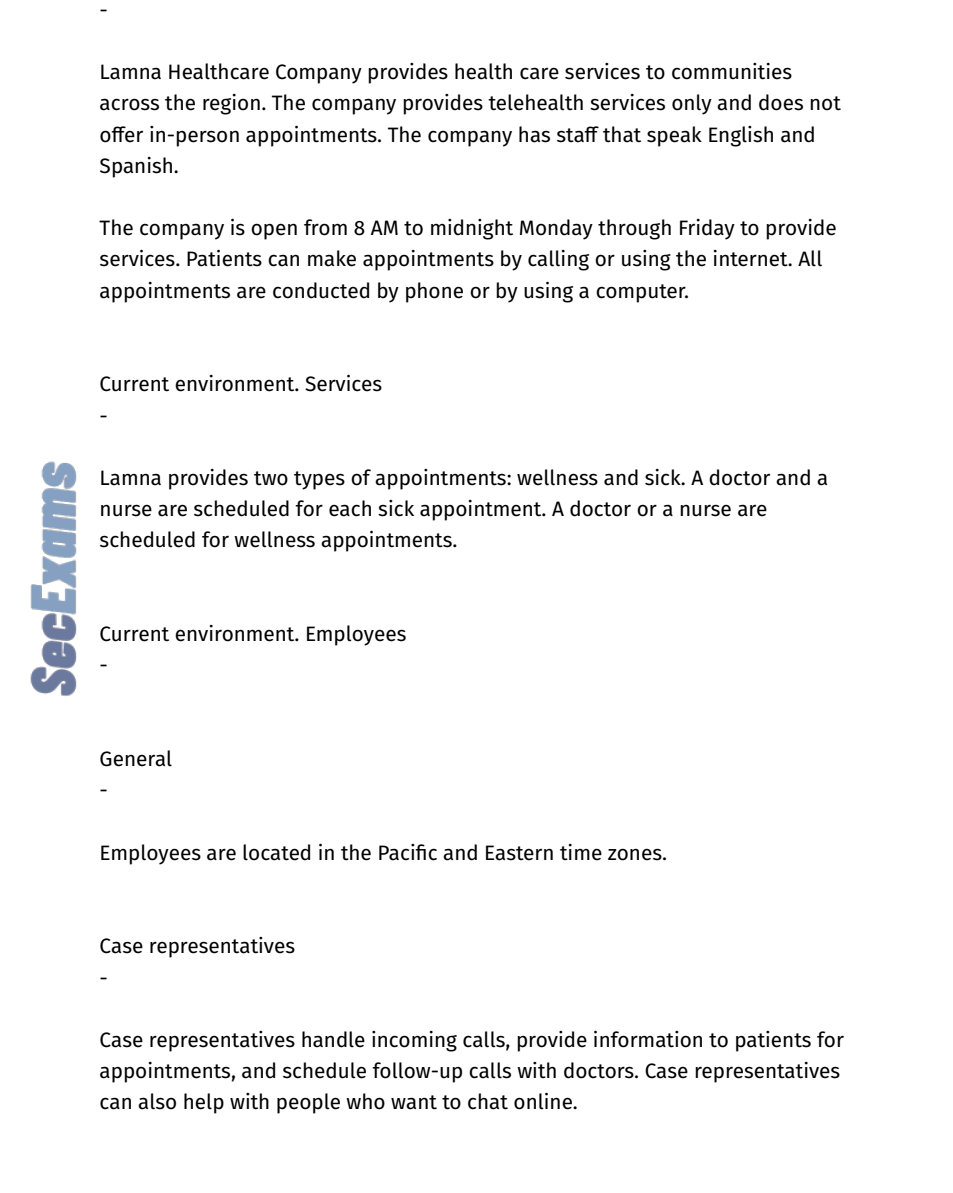 -
Lamna Healthcare Company provides health care services to communities
across the region. The company provides telehealth services only and does not
offer in-person appointments. The company has staff that speak English and
Spanish.
The company is open from 8 AM to midnight Monday through Friday to provide
services. Patients can make appointments by calling or using the internet. All
appointments are conducted by phone or by using a computer.
Current environment. Services
-
Lamna provides two types of appointments: wellness and sick. A doctor and a
nurse are scheduled for each sick appointment. A doctor or a nurse are
scheduled for wellness appointments.
SecExams
Current environment. Employees
-
General
-
Employees are located in the Pacific and Eastern time zones.
Case representatives
-
Case representatives handle incoming calls, provide information to patients for
appointments, and schedule follow-up calls with doctors. Case representatives
can also help with people who want to chat online.